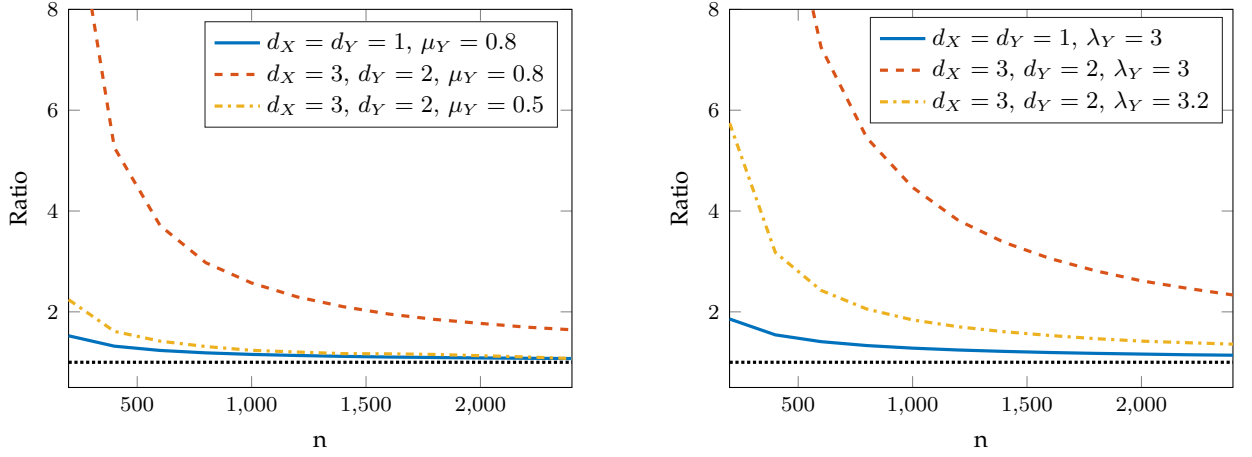 8
6
4
2
500
1,000
1,500
2,000
n
Ratio
d_X = d_Y = 1, μ_Y = 0.8
d_X = 3, d_Y = 2, μ_Y = 0.8
d_X = 3, d_Y = 2, μ_Y = 0.5
8
6
4
2
500
1,000
1,500
2,000
n
Ratio
d_X = d_Y = 1, λ_Y = 3
d_X = 3, d_Y = 2, λ_Y = 3
d_X = 3, d_Y = 2, λ_Y = 3.2